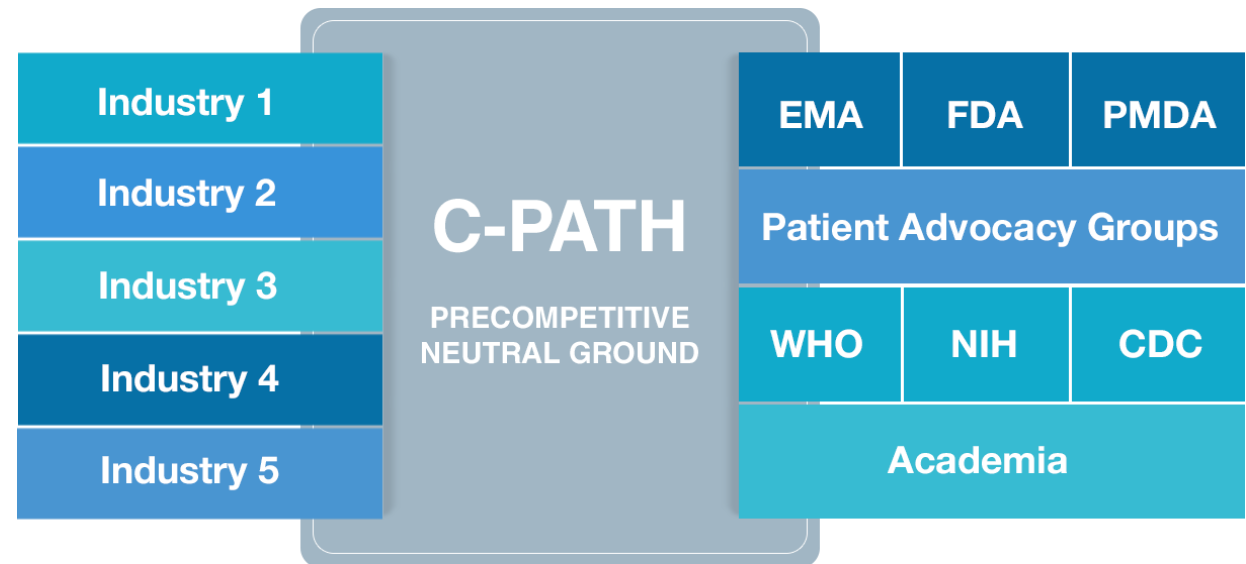 Industry 1
Industry 2
Industry 3
Industry 4
Industry 5
C-PATH
PRECOMPETITIVE
NEUTRAL GROUND
EMA FDA PMDA
Patient Advocacy Groups
WHO NIH CDC
Academia